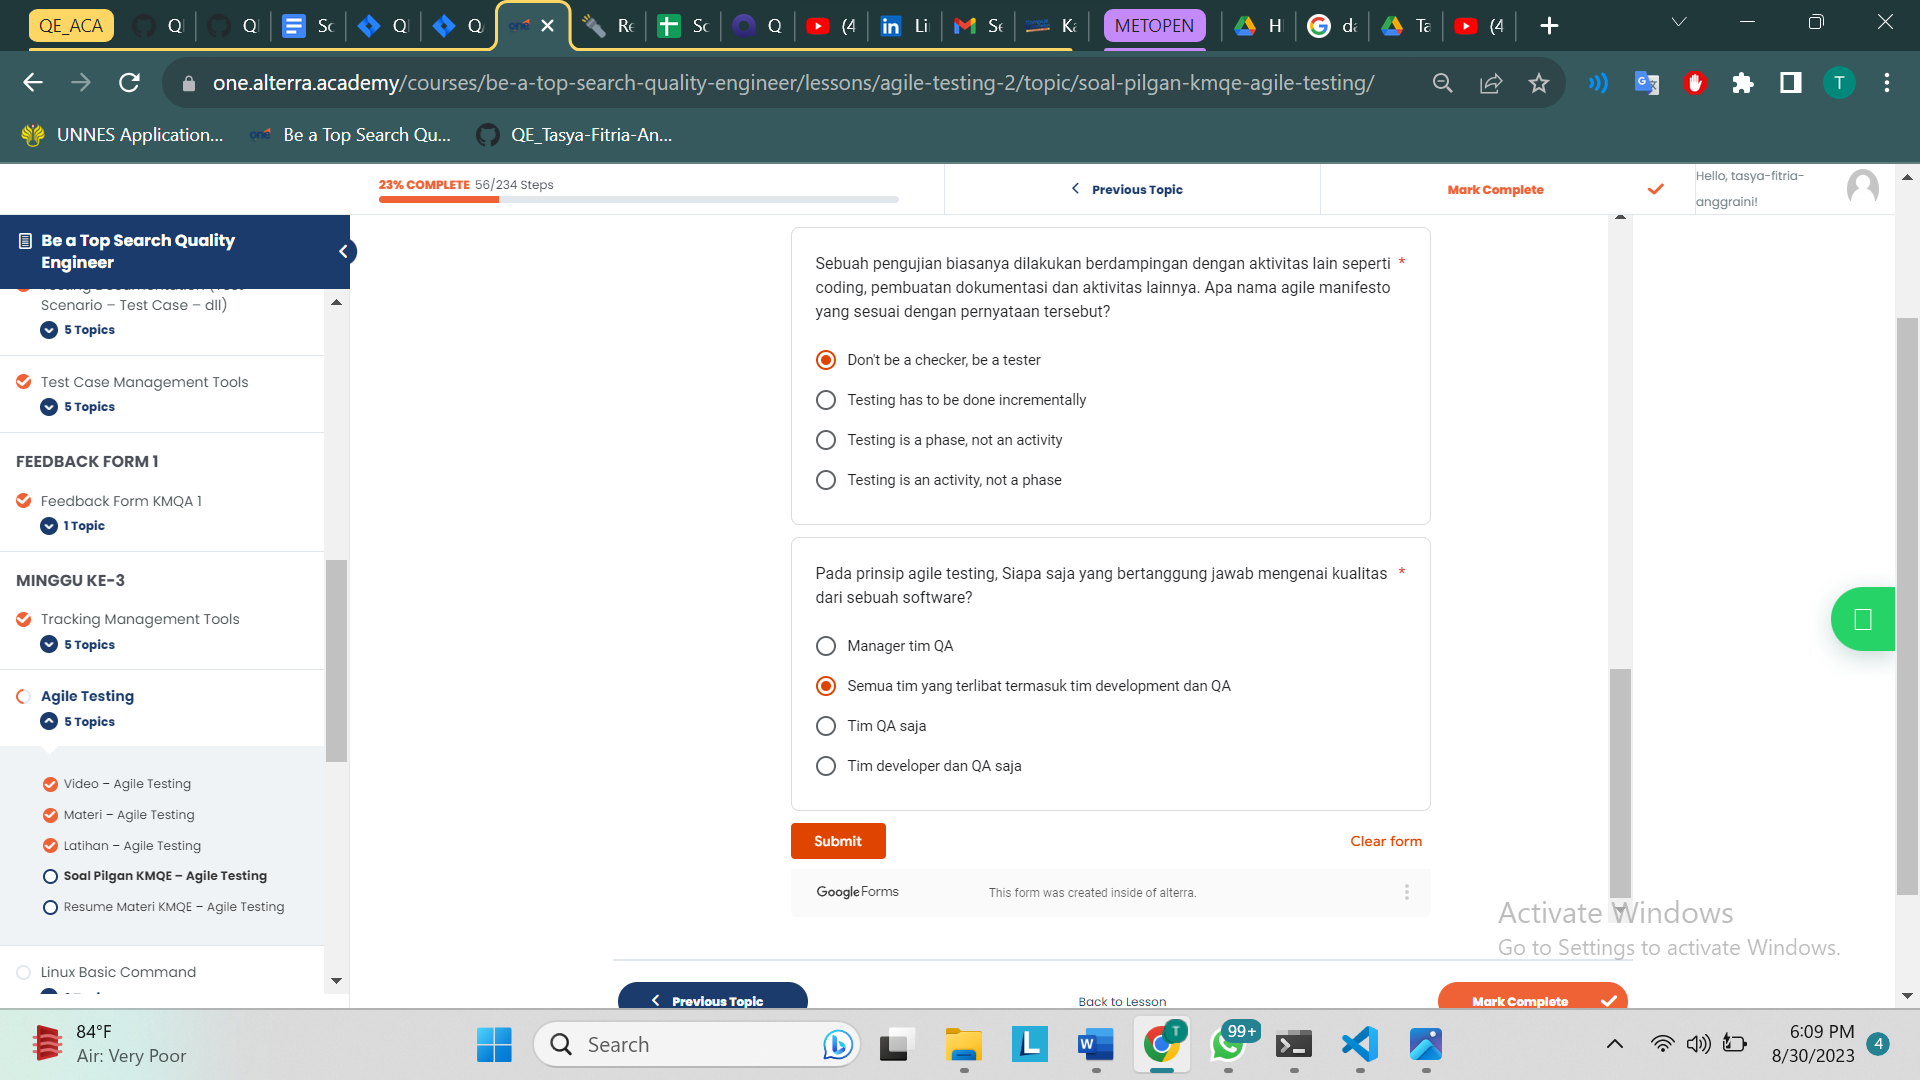 QE_ACA
METOPEN
one.alterra.academy/courses/be-a-top-search-quality-engineer/lessons/agile-testing-2/topic/soal-pilgan-kmqe-agile-testing/
UNNES Application... one Be a Top Search Qu... QE_Tasya-Fitria-An...
23% COMPLETE 56/234 Steps
Previous Topic
Mark Complete
Hello, tasya-fitria-
anggraini!
Be a Top Search Quality
Engineer
Scenario – Test Case – dll)
5 Topics
Test Case Management Tools
5 Topics
FEEDBACK FORM 1
Feedback Form KMQA 1
1 Topic
MINGGU KE-3
Tracking Management Tools
5 Topics
Agile Testing
5 Topics
Video – Agile Testing
Materi – Agile Testing
Latihan – Agile Testing
Soal Pilgan KMQE – Agile Testing
Resume Materi KMQE – Agile Testing
Linux Basic Command
Sebuah pengujian biasanya dilakukan berdampingan dengan aktivitas lain seperti *
coding, pembuatan dokumentasi dan aktivitas lainnya. Apa nama agile manifesto
yang sesuai dengan pernyataan tersebut?
Don't be a checker, be a tester
Testing has to be done incrementally
Testing is a phase, not an activity
Testing is an activity, not a phase
Pada prinsip agile testing, Siapa saja yang bertanggung jawab mengenai kualitas *
dari sebuah software?
Manager tim QA
Semua tim yang terlibat termasuk tim development dan QA
Tim QA saja
Tim developer dan QA saja
Submit
Clear form
Google Forms
This form was created inside of alterra.
Activate Windows
Go to Settings to activate Windows.
Previous Topic
Back to Lesson
Mark Complete
84°F
Air: Very Poor
Search
99+
6:09 PM
8/30/2023
4